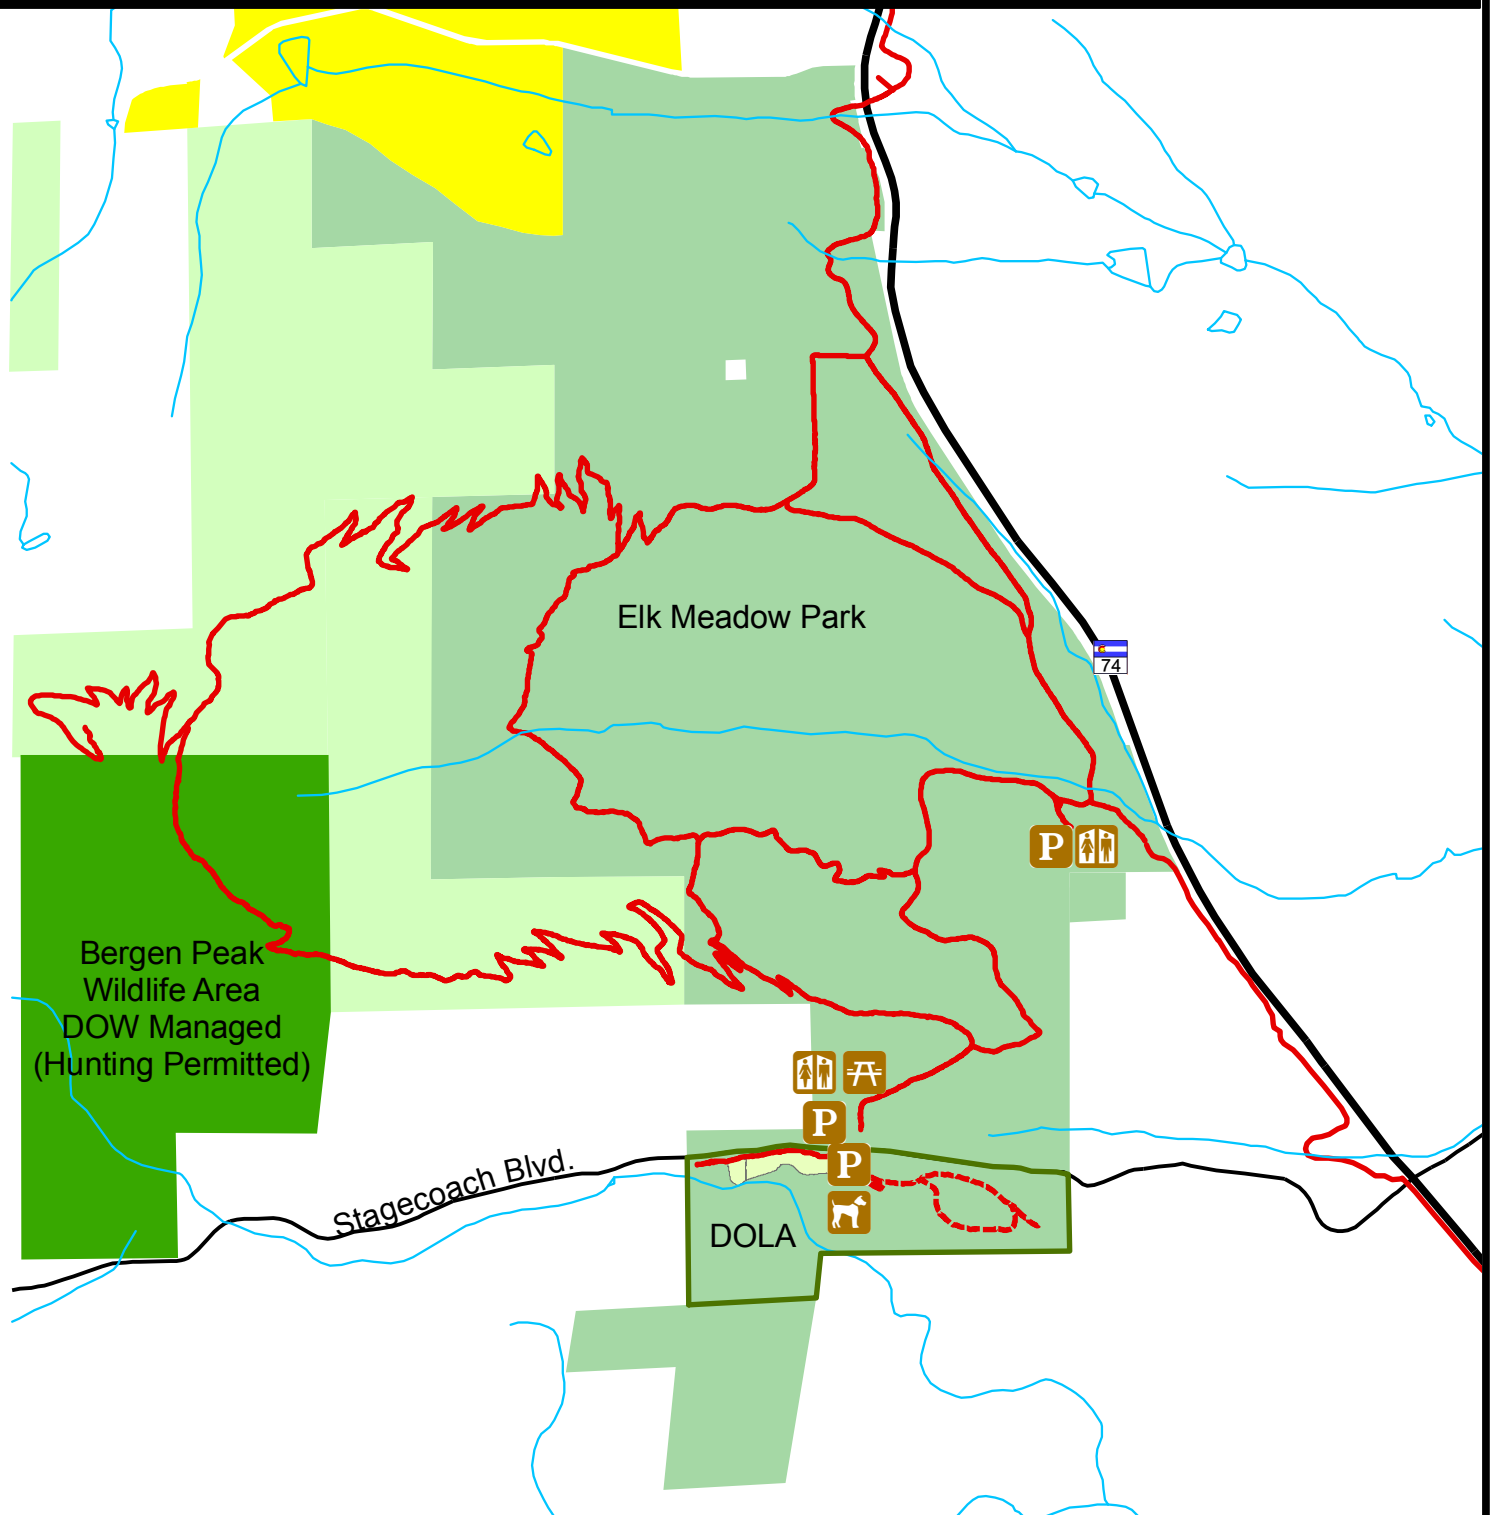 Elk Meadow Park
74
P
Bergen Peak
Wildlife Area
DOW Managed
(Hunting Permitted)
P
P
Stagecoach Blvd.
DOLA